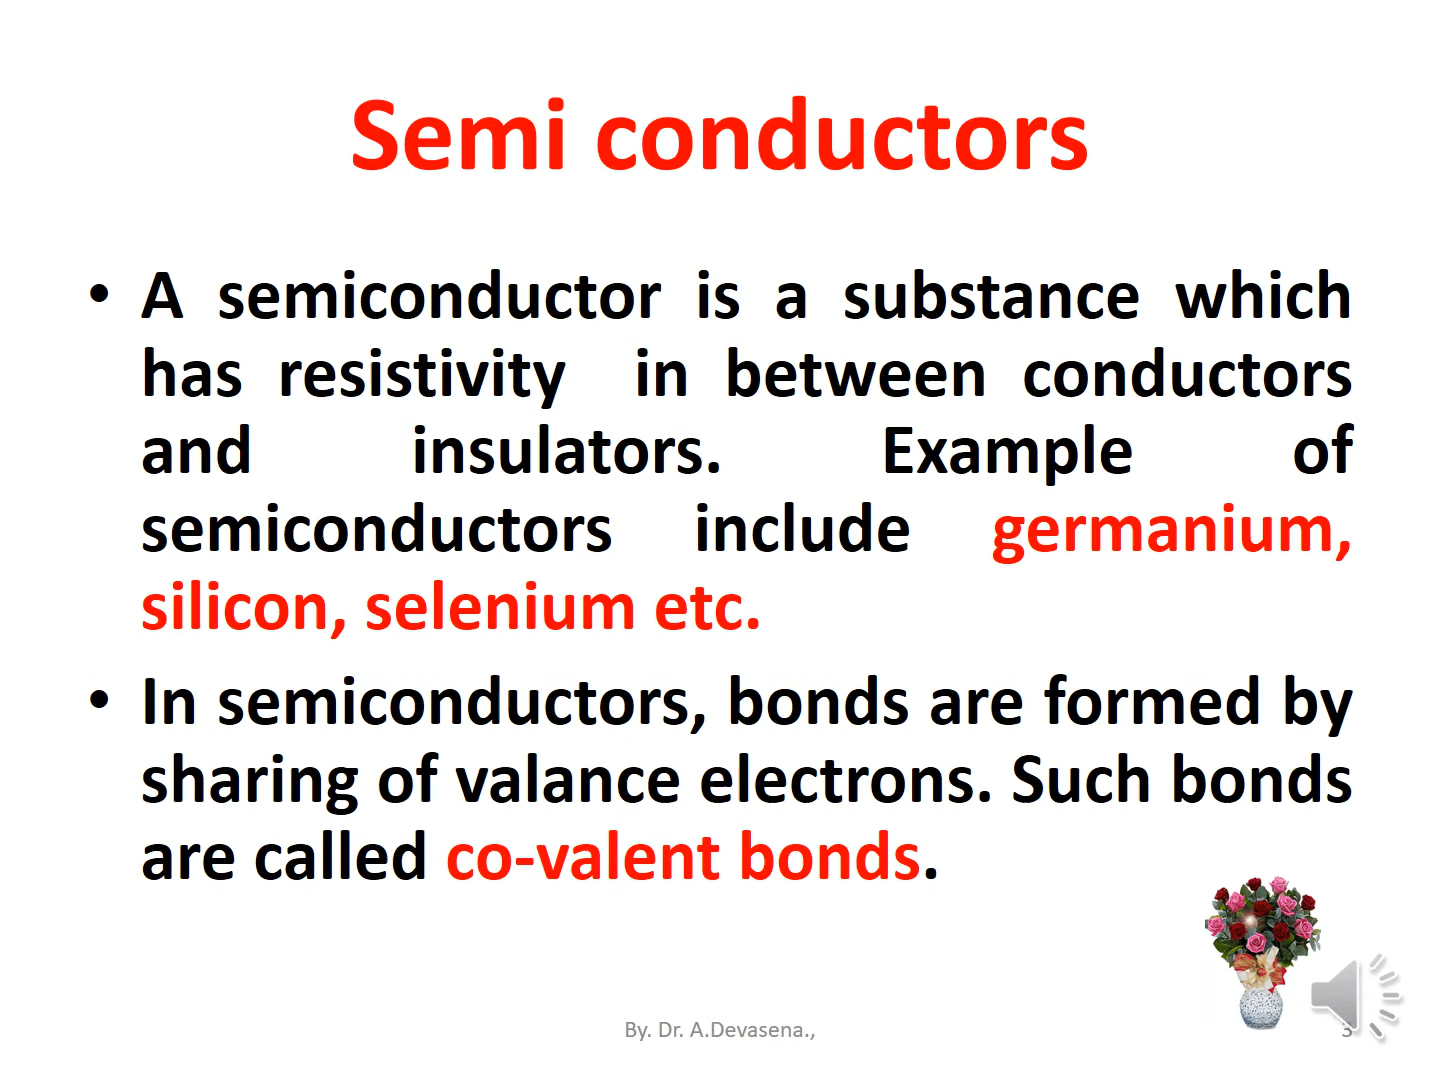 Semi conductors
• A semiconductor is a substance which
has resistivity in between conductors
and insulators. Example of
semiconductors include germanium,
silicon, selenium etc.
• In semiconductors, bonds are formed by
sharing of valance electrons. Such bonds
are called co-valent bonds.
By. Dr. A.Devasena.,